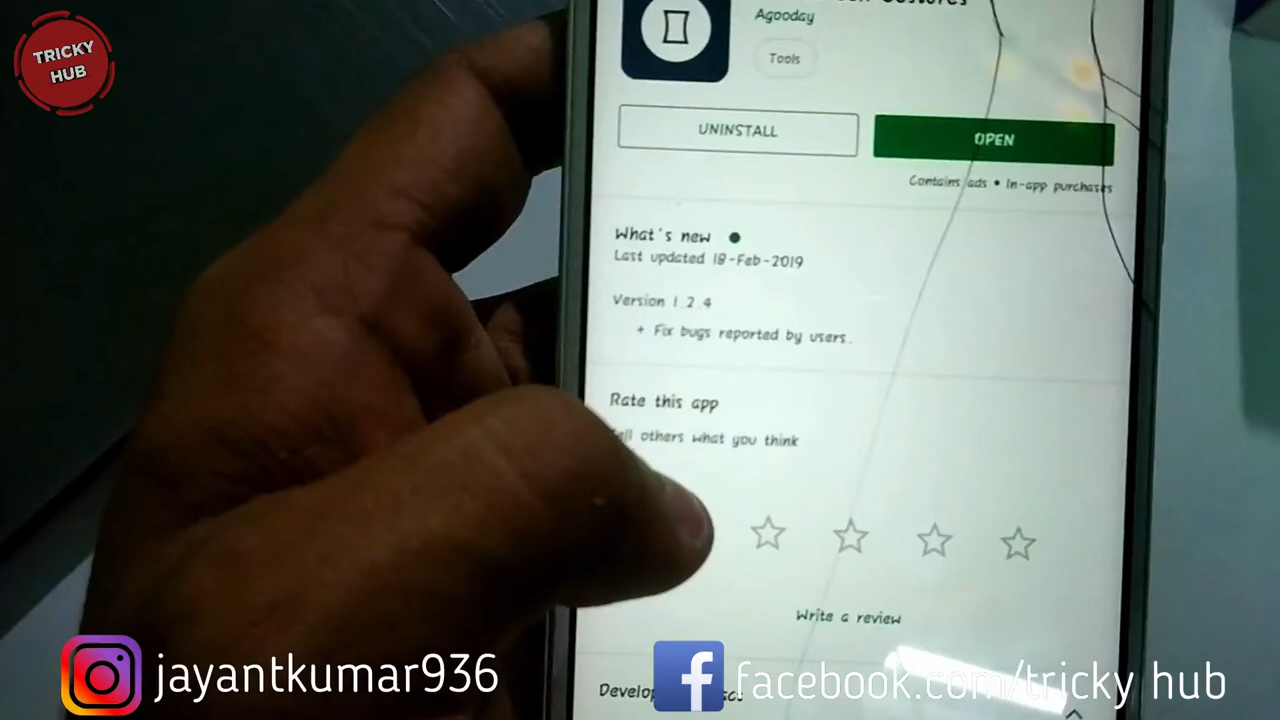 TRICKY
HUB
Agooday
Tools
UNINSTALL
OPEN
Contains ads • In-app purchases
What's new
Last updated 18-Feb-2019
Version 1.2.4
+ Fix bugs reported by users.
Rate this app
others what you think
Write a review
jayantkumar936
facebook.com/tricky hub